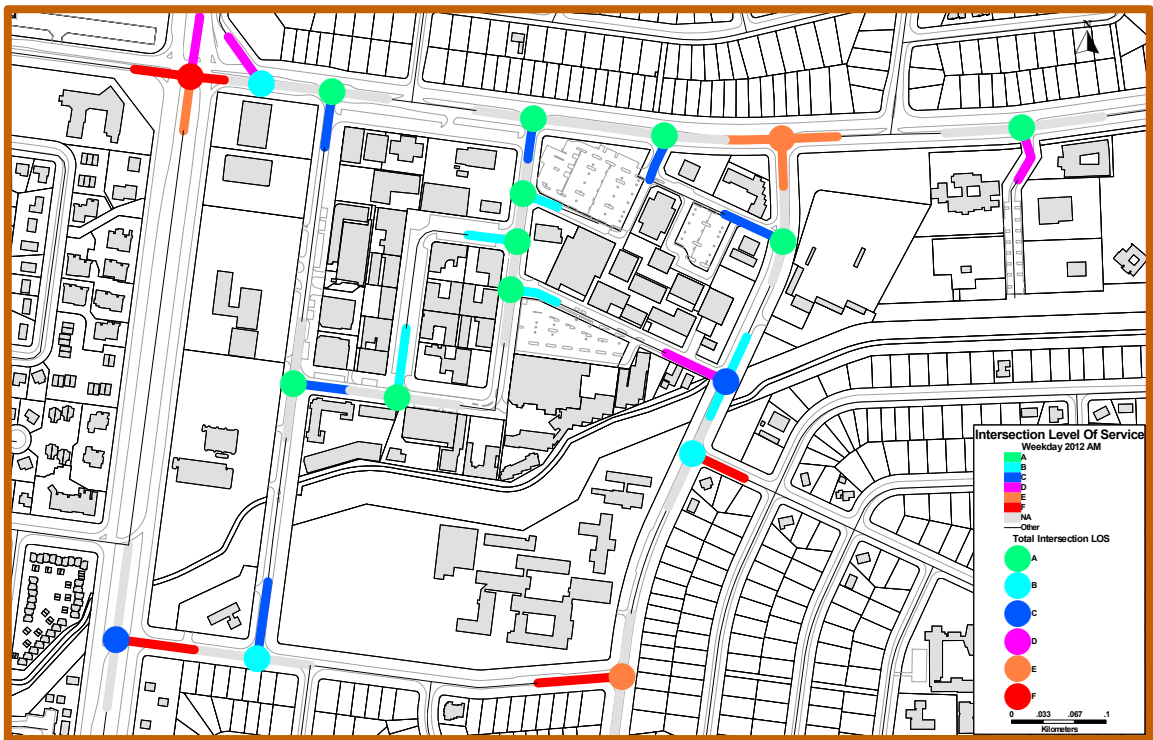 N
Intersection Level Of Service
Weekday 2012 AM
A
B
C
D
E
F
NA
Other
Total Intersection LOS
A
B
C
D
E
F
0 .033 .067 .1
Kilometers